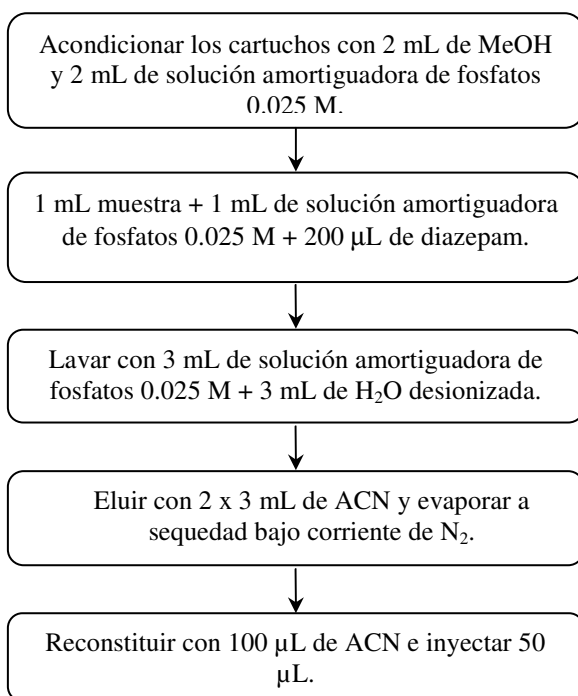 Acondicionar los cartuchos con 2 mL de MeOH
y 2 mL de solución amortiguadora de fosfatos
0.025 M.
1 mL muestra + 1 mL de solución amortiguadora
de fosfatos 0.025 M + 200 µL de diazepam.
Lavar con 3 mL de solución amortiguadora de
fosfatos 0.025 M + 3 mL de H₂O desionizada.
Eluir con 2 x 3 mL de ACN y evaporar a
sequedad bajo corriente de N₂.
Reconstituir con 100 µL de ACN e inyectar 50
µL.